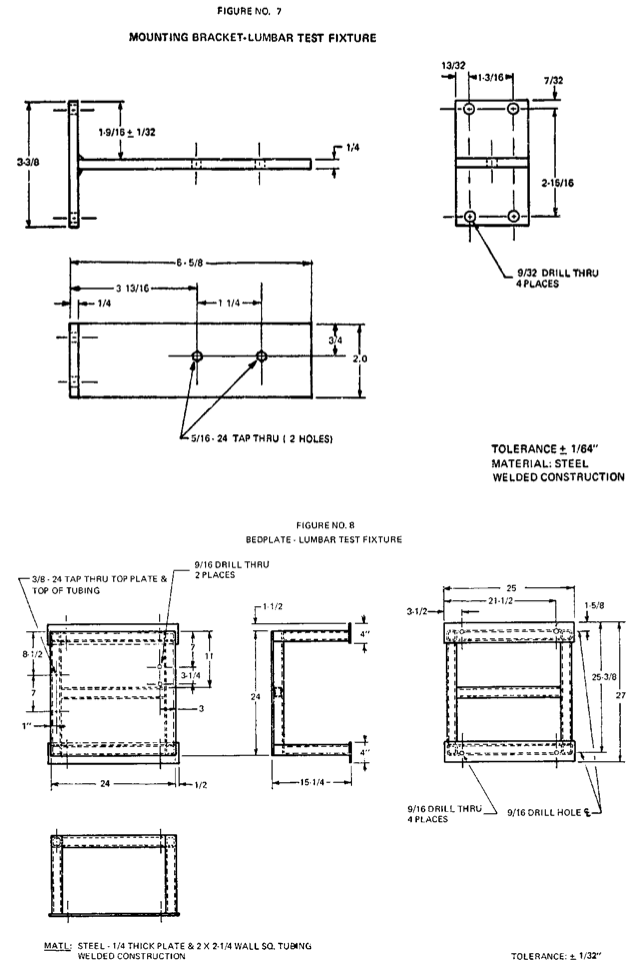 FIGURE NO. 7
MOUNTING BRACKET-LUMBAR TEST FIXTURE
13/32
1-3/16
7/32
1-9/16 ± 1/32
3-3/8
1/4
2-15/16
9/32 DRILL THRU
4 PLACES
6 - 5/8
3 13/16
1/4
1 1/4
3/4
2.0
5/16 - 24 TAP THRU ( 2 HOLES)
TOLERANCE ± 1/64"
MATERIAL: STEEL
WELDED CONSTRUCTION
FIGURE NO. 8
BEDPLATE - LUMBAR TEST FIXTURE
9/16 DRILL THRU
2 PLACES
3/8 - 24 TAP THRU TOP PLATE &
TOP OF TUBING
25
21-1/2
3-1/2
1-5/8
1-1/2
4"
8-1/2
7
11
3-1/4
7
3
1"
24
25-3/8
27
4"
24
1/2
15-1/4
9/16 DRILL THRU
4 PLACES
9/16 DRILL HOLE ℄
MATL: STEEL - 1/4 THICK PLATE & 2 X 2-1/4 WALL SQ. TUBING
WELDED CONSTRUCTION
TOLERANCE: ± 1/32"